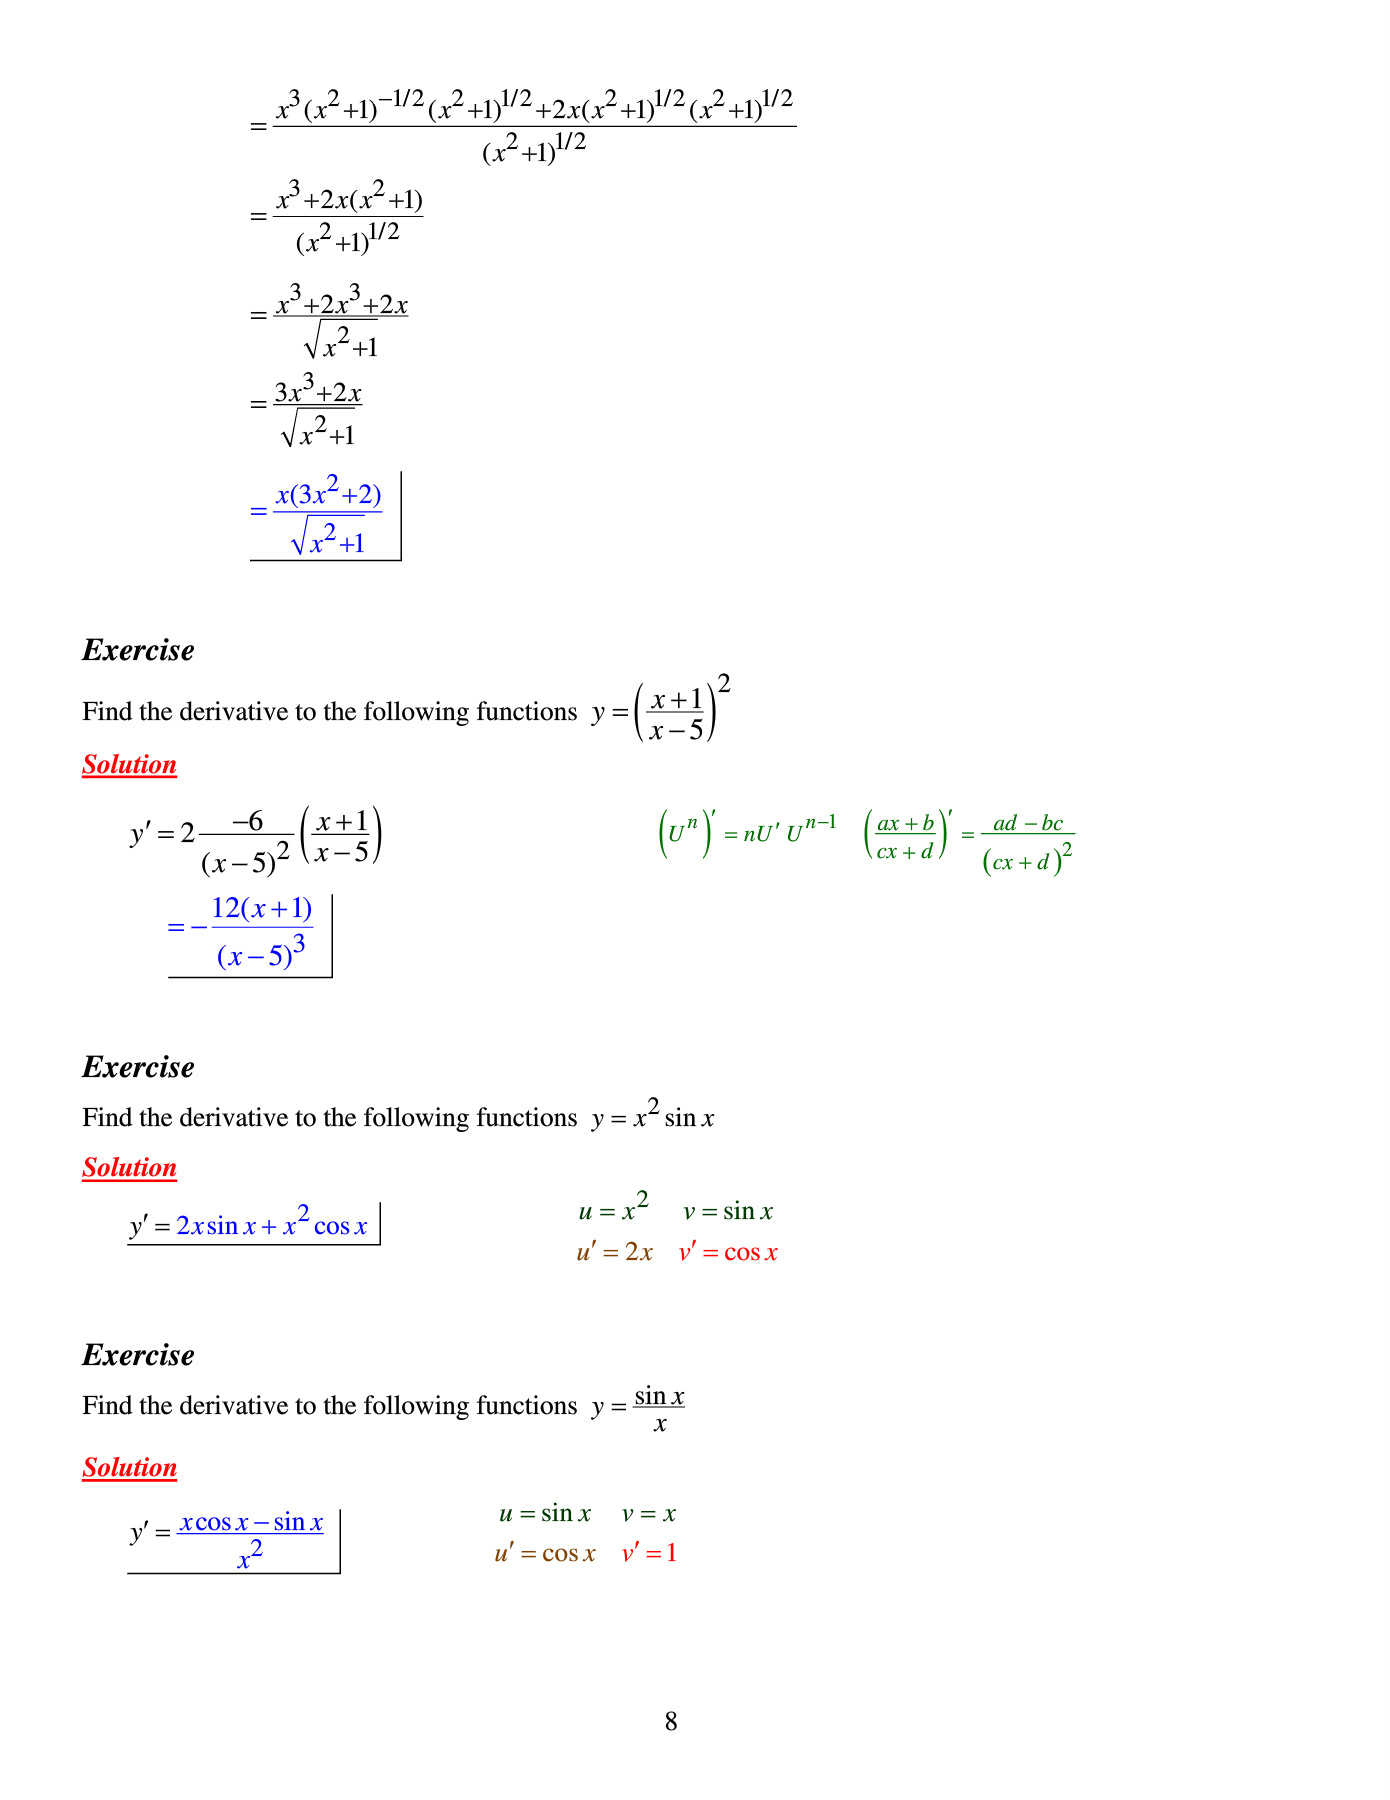 = \frac{x^3(x^2+1)^{-1/2}(x^2+1)^{1/2}+2x(x^2+1)^{1/2}(x^2+1)^{1/2}}{(x^2+1)^{1/2}}
= \frac{x^3+2x(x^2+1)}{(x^2+1)^{1/2}}
= \frac{x^3+2x^3+2x}{\sqrt{x^2+1}}
= \frac{3x^3+2x}{\sqrt{x^2+1}}
= \frac{x(3x^2+2)}{\sqrt{x^2+1}}
Exercise
Find the derivative to the following functions y = \left(\frac{x+1}{x-5}\right)^2
Solution
y' = 2\frac{-6}{(x-5)^2}\left(\frac{x+1}{x-5}\right) \left(U^n\right)' = nU' U^{n-1} \left(\frac{ax+b}{cx+d}\right)' = \frac{ad-bc}{(cx+d)^2}
= -\frac{12(x+1)}{(x-5)^3}
Exercise
Find the derivative to the following functions y = x^2 sin x
Solution
y' = 2x sin x + x^2 cos x u = x^2 v = sin x
u' = 2x v' = cos x
Exercise
Find the derivative to the following functions y = \frac{sin x}{x}
Solution
y' = \frac{x cos x - sin x}{x^2} u = sin x v = x
u' = cos x v' = 1
8